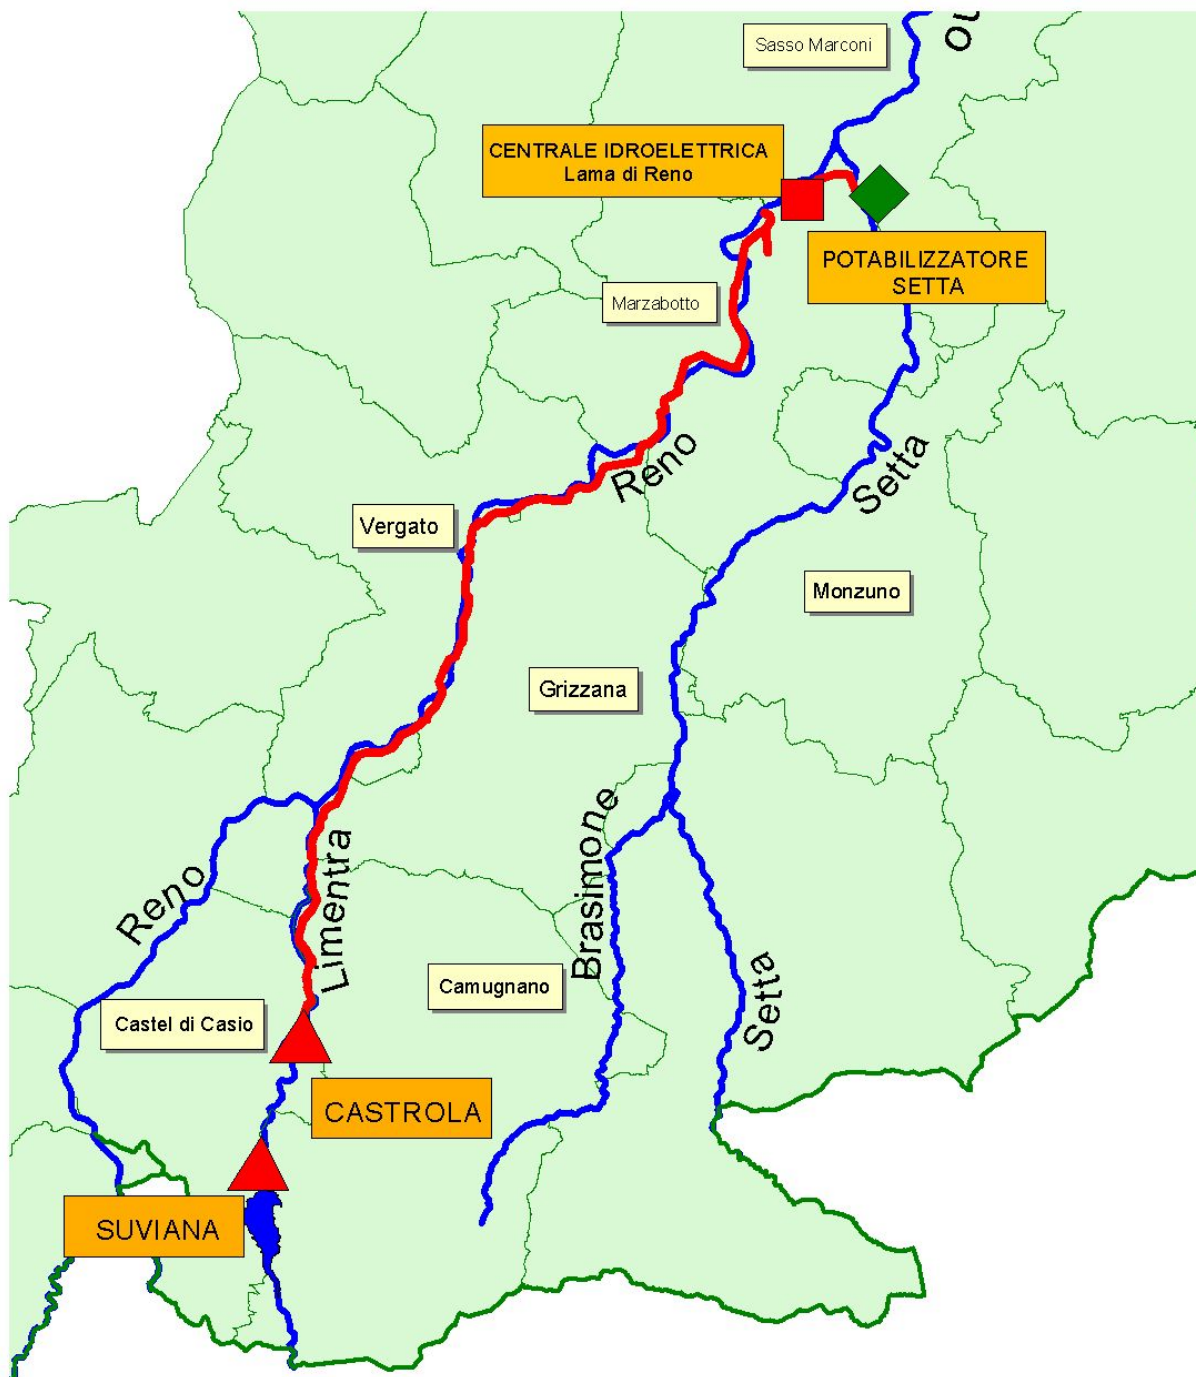 Sasso Marconi
CENTRALE IDROELETTRICA
Lama di Reno
POTABILIZZATORE
SETTA
Marzabotto
Reno
Setta
Vergato
Monzuno
Grizzana
Brasimone
Limentra
Reno
Setta
Camugnano
Castel di Casio
CASTROLA
SUVIANA